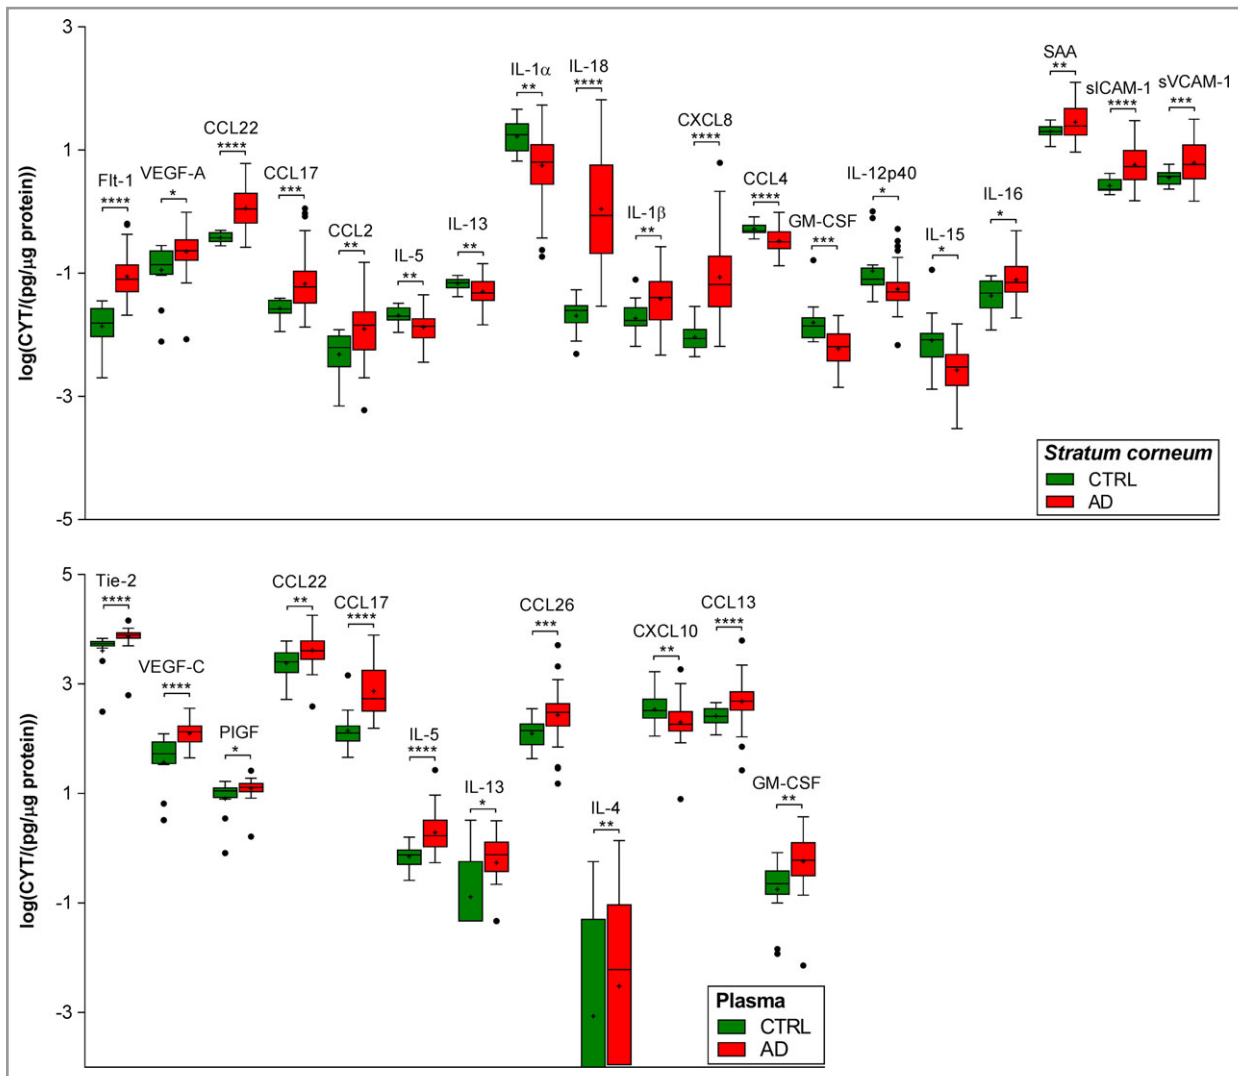 3
1
-1
-3
-5
log(CYT/(pg/μg protein))
Flt-1
****
VEGF-A
*
CCL22
****
CCL17
***
CCL2
**
IL-5
**
IL-13
**
IL-1α
**
IL-18
****
IL-1β
**
CXCL8
****
CCL4
****
GM-CSF
***
IL-12p40
*
IL-15
*
IL-16
*
SAA
**
sICAM-1
****
sVCAM-1
***
Stratum corneum
CTRL
AD
5
3
1
-1
-3
log(CYT/(pg/μg protein))
Tie-2
****
VEGF-C
****
PlGF
*
CCL22
**
CCL17
****
IL-5
****
IL-13
*
CCL26
***
IL-4
**
CXCL10
**
CCL13
****
GM-CSF
**
Plasma
CTRL
AD